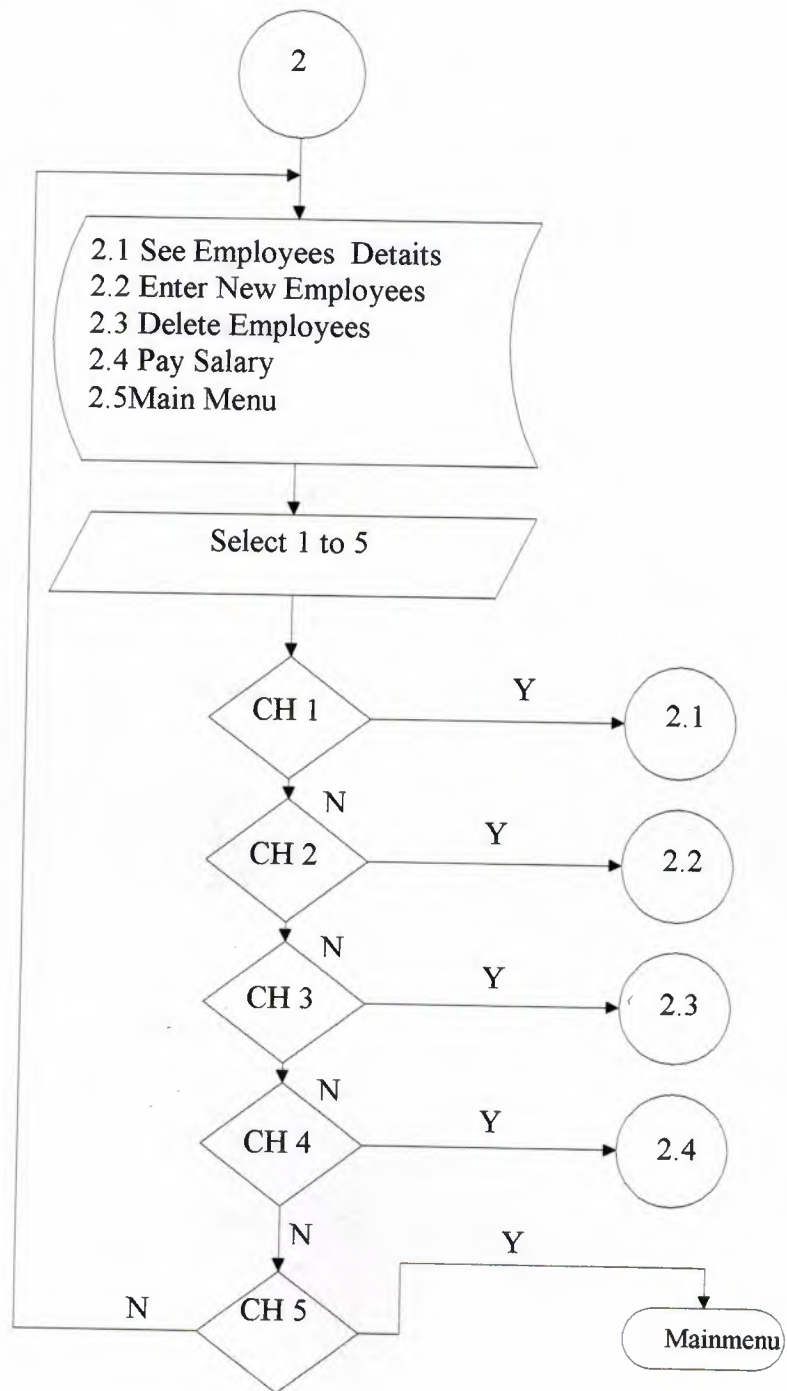 2
2.1 See Employees Detaits
2.2 Enter New Employees
2.3 Delete Employees
2.4 Pay Salary
2.5Main Menu
Select 1 to 5
CH 1
Y
2.1
N
CH 2
Y
2.2
N
CH 3
Y
2.3
N
CH 4
Y
2.4
N
Y
N
CH 5
Mainmenu